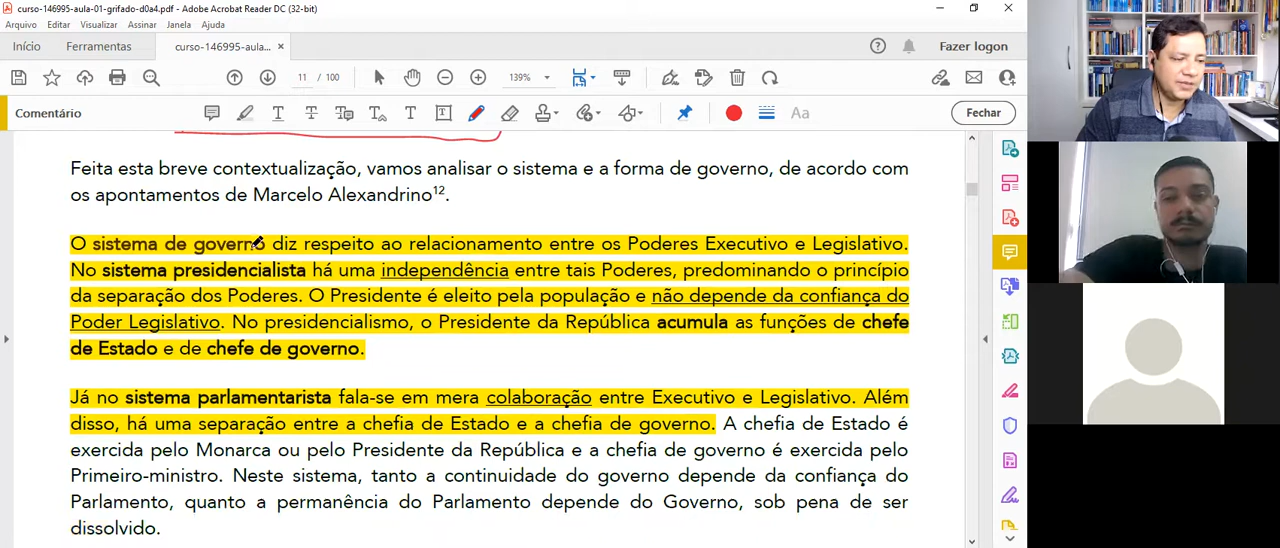 curso-146995-aula-01-grifado-d0a4.pdf - Adobe Acrobat Reader DC (32-bit)
Arquivo Editar Visualizar Assinar Janela Ajuda
Início Ferramentas curso-146995-aula... × Fazer logon
11 / 100 139%
Comentário Aa Fechar
Feita esta breve contextualização, vamos analisar o sistema e a forma de governo, de acordo com
os apontamentos de Marcelo Alexandrino12.
O sistema de governo diz respeito ao relacionamento entre os Poderes Executivo e Legislativo.
No sistema presidencialista há uma independência entre tais Poderes, predominando o princípio
da separação dos Poderes. O Presidente é eleito pela população e não depende da confiança do
Poder Legislativo. No presidencialismo, o Presidente da República acumula as funções de chefe
de Estado e de chefe de governo.
Já no sistema parlamentarista fala-se em mera colaboração entre Executivo e Legislativo. Além
disso, há uma separação entre a chefia de Estado e a chefia de governo. A chefia de Estado é
exercida pelo Monarca ou pelo Presidente da República e a chefia de governo é exercida pelo
Primeiro-ministro. Neste sistema, tanto a continuidade do governo depende da confiança do
Parlamento, quanto a permanência do Parlamento depende do Governo, sob pena de ser
dissolvido.